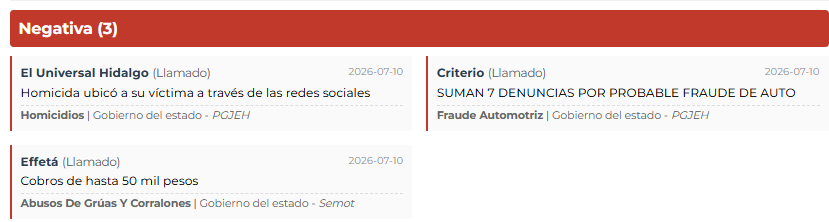 Negativa (3)
El Universal Hidalgo (Llamado) 2026-07-10
Homicida ubicó a su víctima a través de las redes sociales
Homicidios | Gobierno del estado - PGJEH
Criterio (Llamado) 2026-07-10
SUMAN 7 DENUNCIAS POR PROBABLE FRAUDE DE AUTO
Fraude Automotriz | Gobierno del estado - PGJEH
Effetá (Llamado) 2026-07-10
Cobros de hasta 50 mil pesos
Abusos De Grúas Y Corralones | Gobierno del estado - Semot